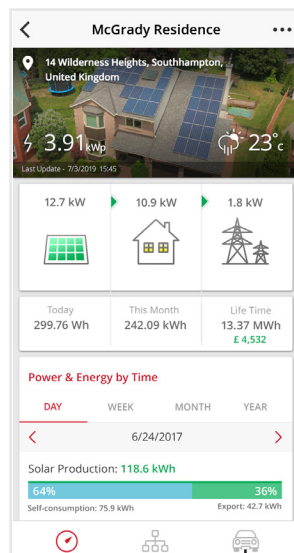 McGrady Residence
14 Wilderness Heights, Southhampton,
United Kingdom
3.91kWp
23°c
Last Update - 7/3/2019 15:45
12.7 kW
10.9 kW
1.8 kW
Today
This Month
Life Time
299.76 Wh
242.09 kWh
13.37 MWh
£ 4,532
Power & Energy by Time
DAY
WEEK
MONTH
YEAR
6/24/2017
Solar Production: 118.6 kWh
64%
36%
Self-consumption: 75.9 kWh
Export: 42.7 kWh